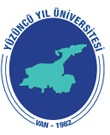 YÜZÜNCÜ YIL ÜNİVERSİTESİ
VAN - 1982